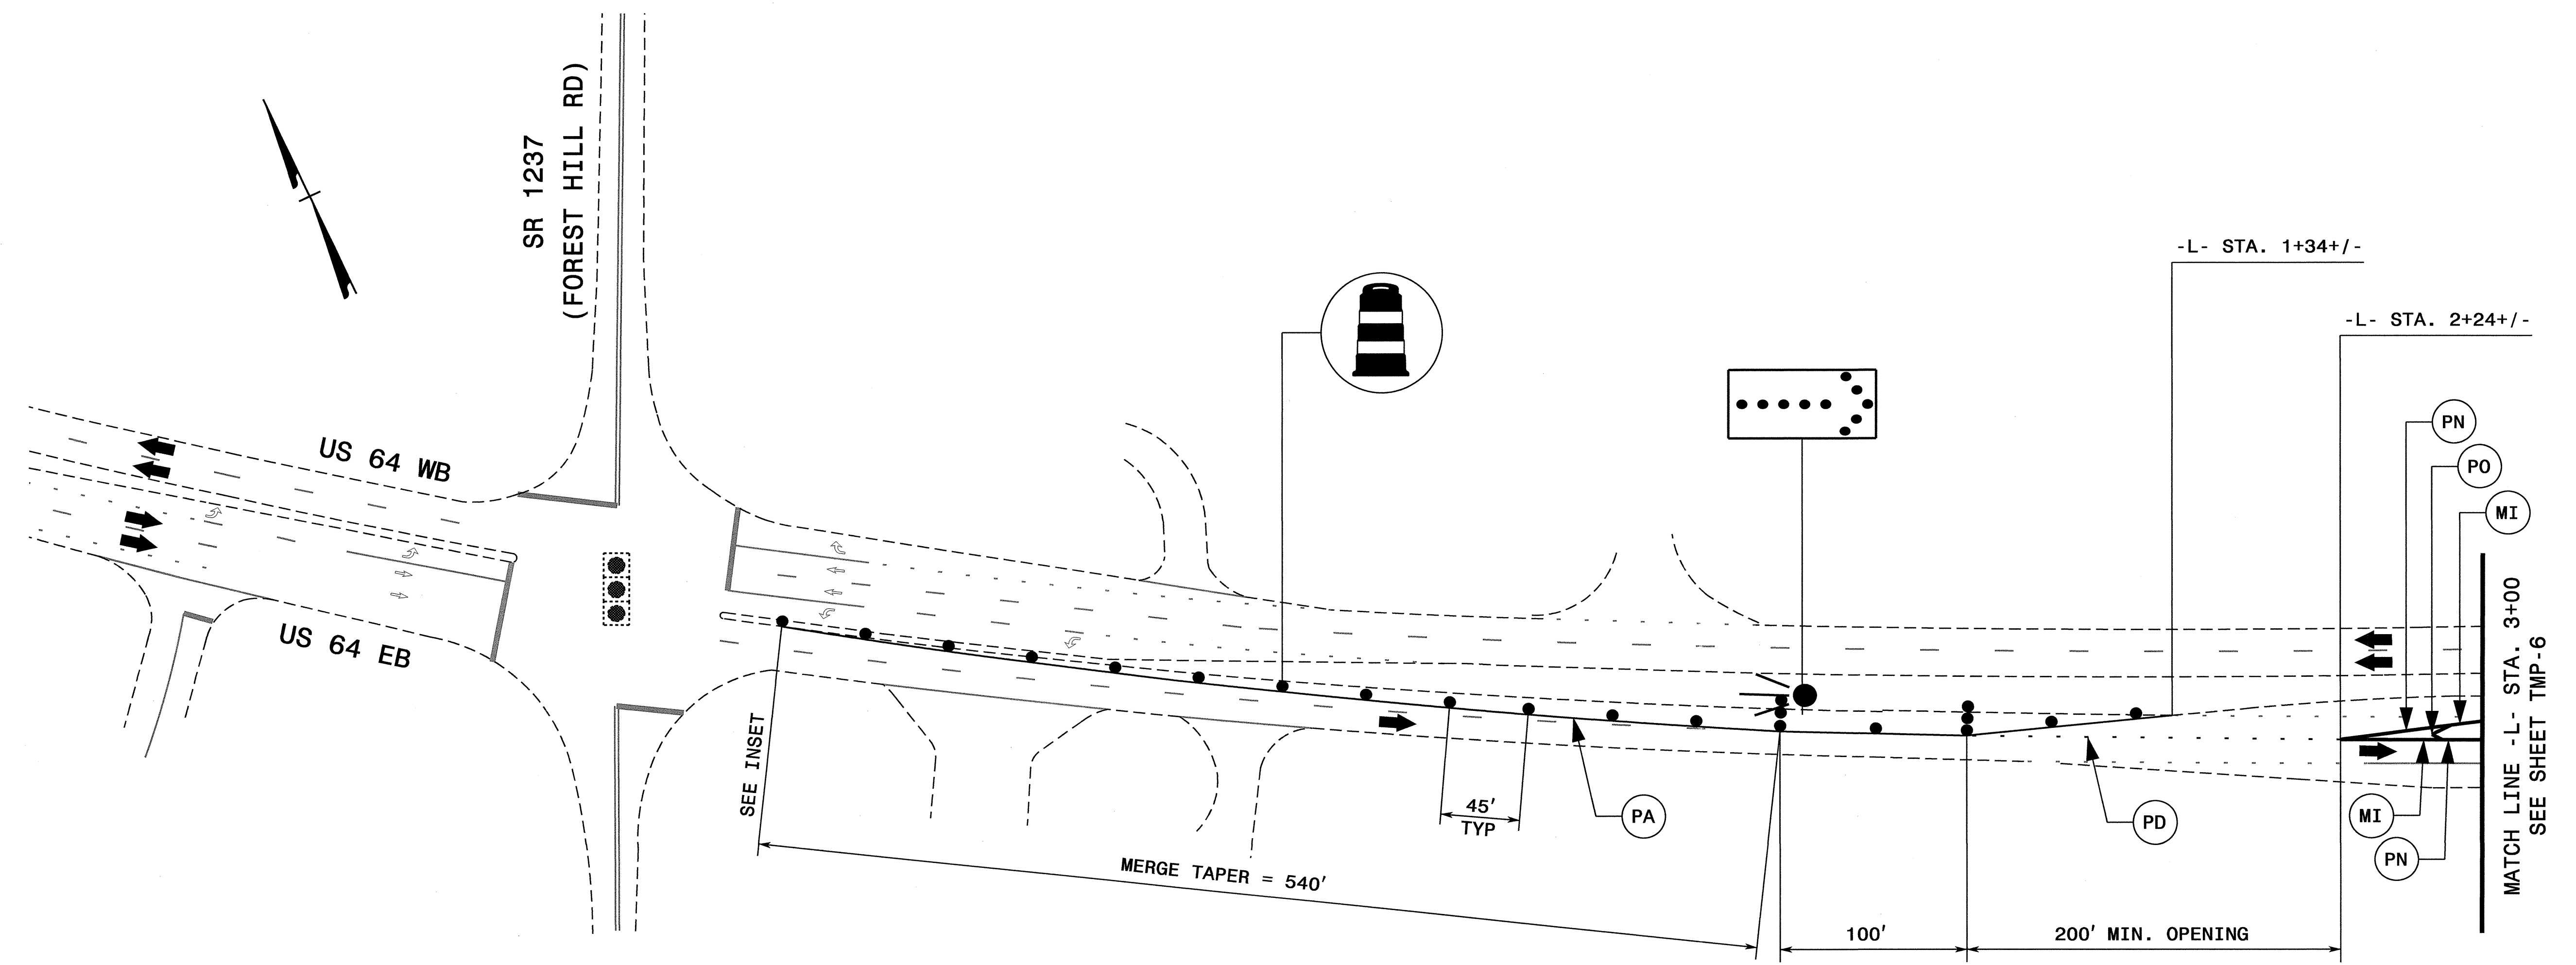 SR 1237
(FOREST HILL RD)
-L- STA. 1+34+/-
-L- STA. 2+24+/-
US 64 WB
PN
PO
MI
US 64 EB
SEE INSET
45'
TYP
PA
PD
MI
PN
MERGE TAPER = 540'
100'
200' MIN. OPENING
MATCH LINE -L- STA. 3+00
SEE SHEET TMP-6